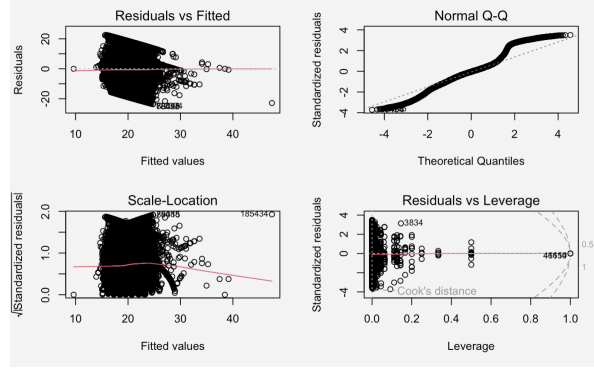 Residuals vs Fitted
Residuals
20
0
-20
10
20
30
40
Fitted values
Normal Q-Q
Standardized residuals
4
2
0
-2
-4
-4
-2
0
2
4
Theoretical Quantiles
Scale-Location
√|Standardized residuals|
2.0
1.0
0.0
185434
10
20
30
40
Fitted values
Residuals vs Leverage
Standardized residuals
4
2
0
-4
3834
0.5
1
Cook's distance
0.0
0.2
0.4
0.6
0.8
1.0
Leverage